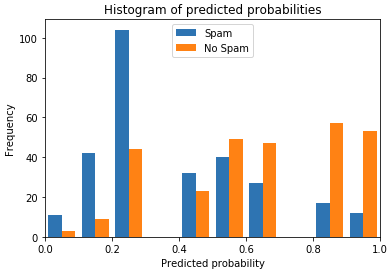 Histogram of predicted probabilities
Spam
No Spam
Frequency
100
80
60
40
20
0
0.0 0.2 0.4 0.6 0.8 1.0
Predicted probability